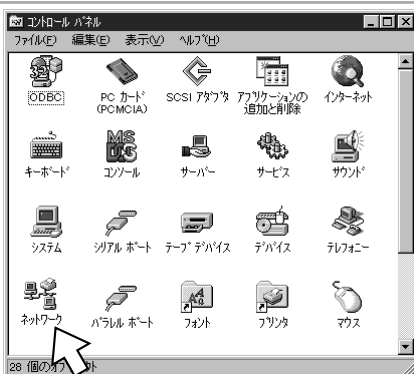 コントロール パネル
ファイル(F) 編集(E) 表示(V) ヘルプ(H)
ODBC
PC カード
(PCMCIA)
SCSI アダプタ
アプリケーションの
追加と削除
インターネット
キーボード
MS
DOS
コンソール
サーバー
サービス
サウンド
システム
シリアル ポート
テープ デバイス
デバイス
テレフォニー
ネットワーク
パラレル ポート
フォント
プリンタ
マウス
28 個のオブジェクト